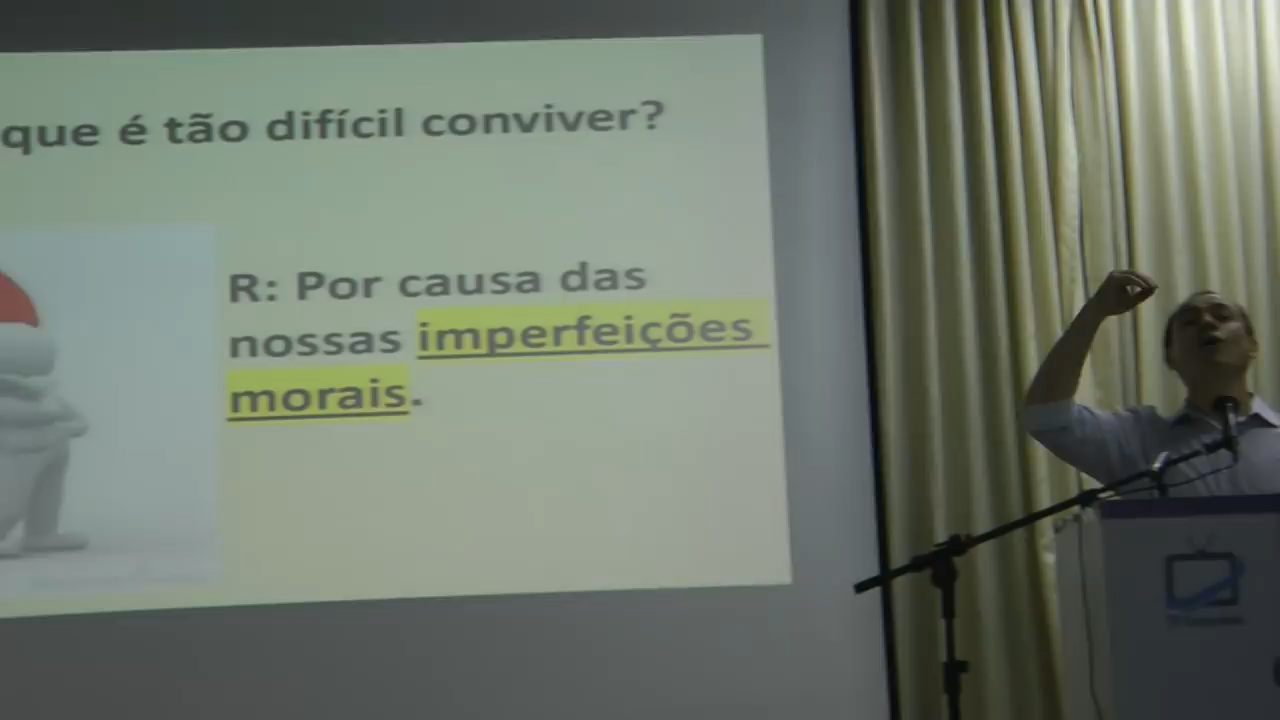 que é tão difícil conviver?
R: Por causa das
nossas imperfeições
morais.